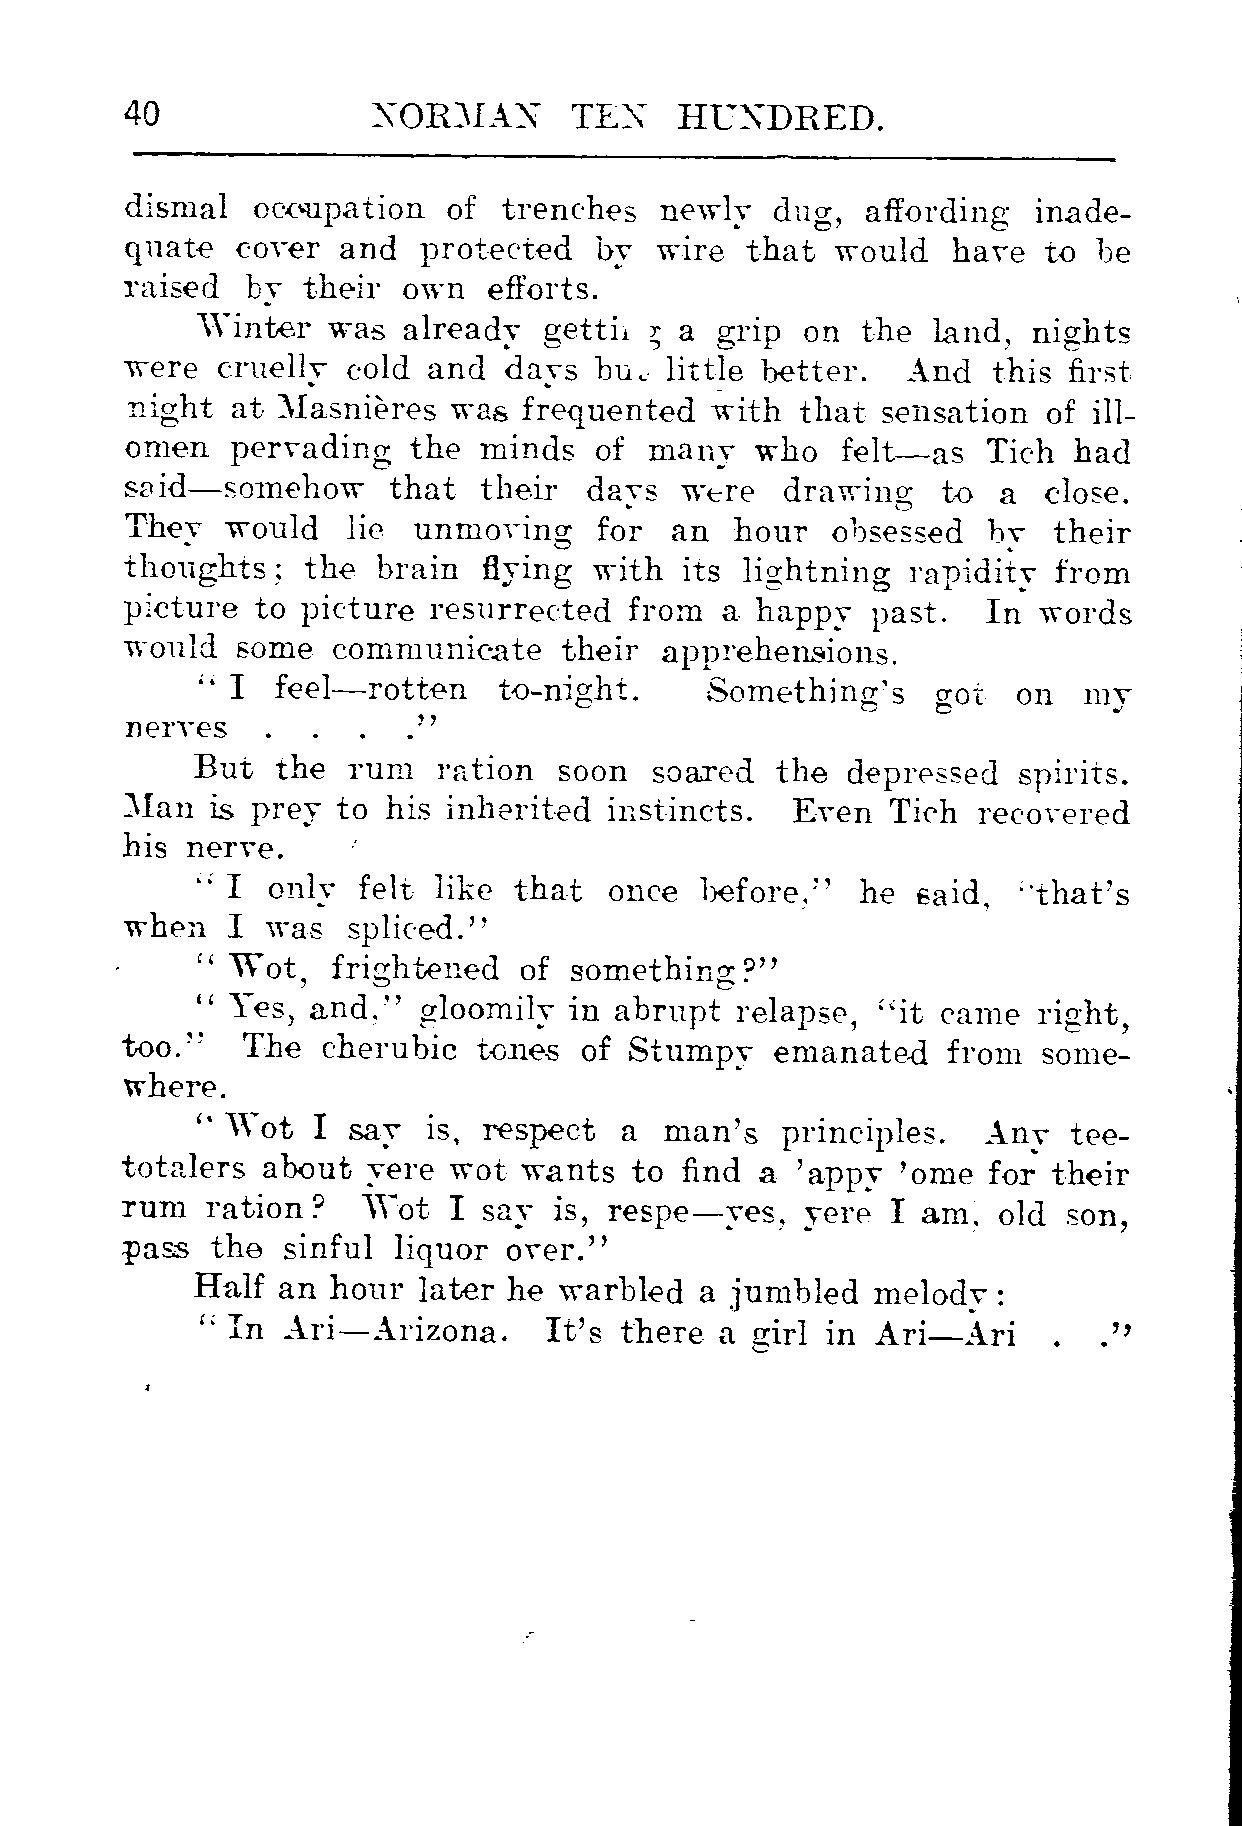 40 NORMAN TEN HUNDRED.
dismal occupation of trenches newly dug, affording inade-
quate cover and protected by wire that would have to be
raised by their own efforts.
Winter was already getting a grip on the land, nights
were cruelly cold and days but little better. And this first
night at Masnières was frequented with that sensation of ill-
omen pervading the minds of many who felt—as Tich had
said—somehow that their days were drawing to a close.
They would lie unmoving for an hour obsessed by their
thoughts; the brain flying with its lightning rapidity from
picture to picture resurrected from a happy past. In words
would some communicate their apprehensions.
" I feel—rotten to-night. Something's got on my
nerves . . . ."
But the rum ration soon soared the depressed spirits.
Man is prey to his inherited instincts. Even Tich recovered
his nerve.
" I only felt like that once before," he said, "that's
when I was spliced."
" Wot, frightened of something?"
" Yes, and," gloomily in abrupt relapse, "it came right,
too." The cherubic tones of Stumpy emanated from some-
where.
" Wot I say is, respect a man's principles. Any tee-
totalers about yere wot wants to find a 'appy 'ome for their
rum ration? Wot I say is, respe—yes, yere I am, old son,
pass the sinful liquor over."
Half an hour later he warbled a jumbled melody:
" In Ari—Arizona. It's there a girl in Ari—Ari . ."